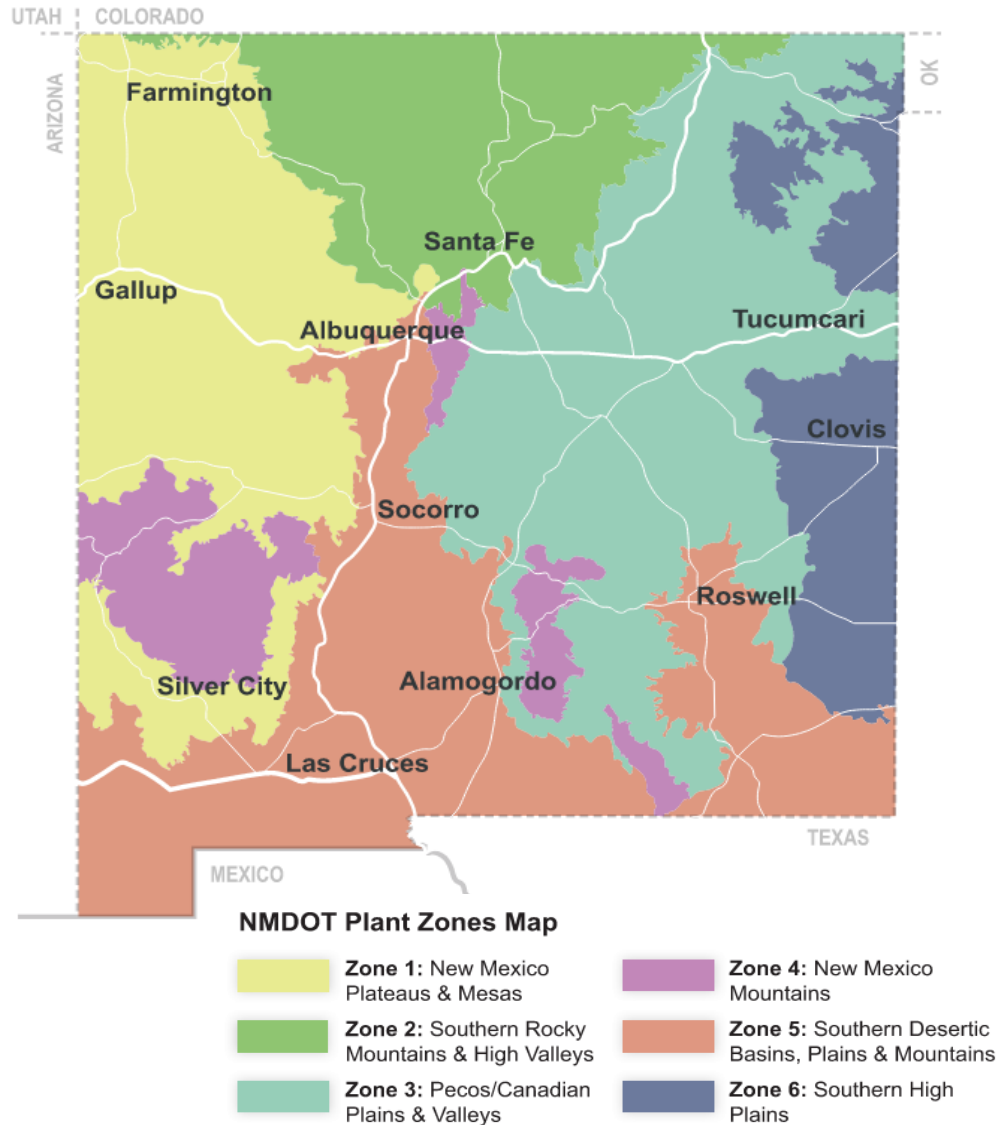 UTAH
COLORADO
ARIZONA
OK
Farmington
Santa Fe
Gallup
Albuquerque
Tucumcari
Clovis
Socorro
Roswell
Silver City
Alamogordo
Las Cruces
TEXAS
MEXICO
NMDOT Plant Zones Map
Zone 1: New Mexico
Plateaus & Mesas
Zone 2: Southern Rocky
Mountains & High Valleys
Zone 3: Pecos/Canadian
Plains & Valleys
Zone 4: New Mexico
Mountains
Zone 5: Southern Desertic
Basins, Plains & Mountains
Zone 6: Southern High
Plains